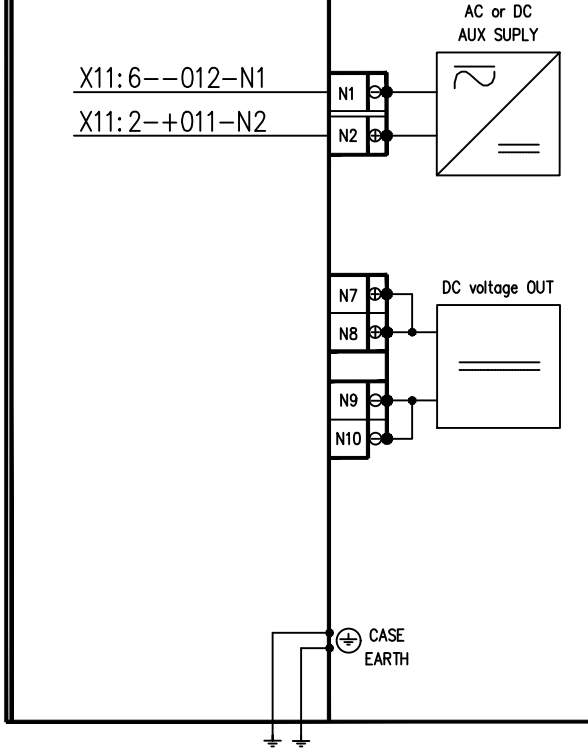 AC or DC
AUX SUPLY
X11:6--012-N1
N1
X11:2-+011-N2
N2
N7
DC voltage OUT
N8
N9
N10
CASE
EARTH